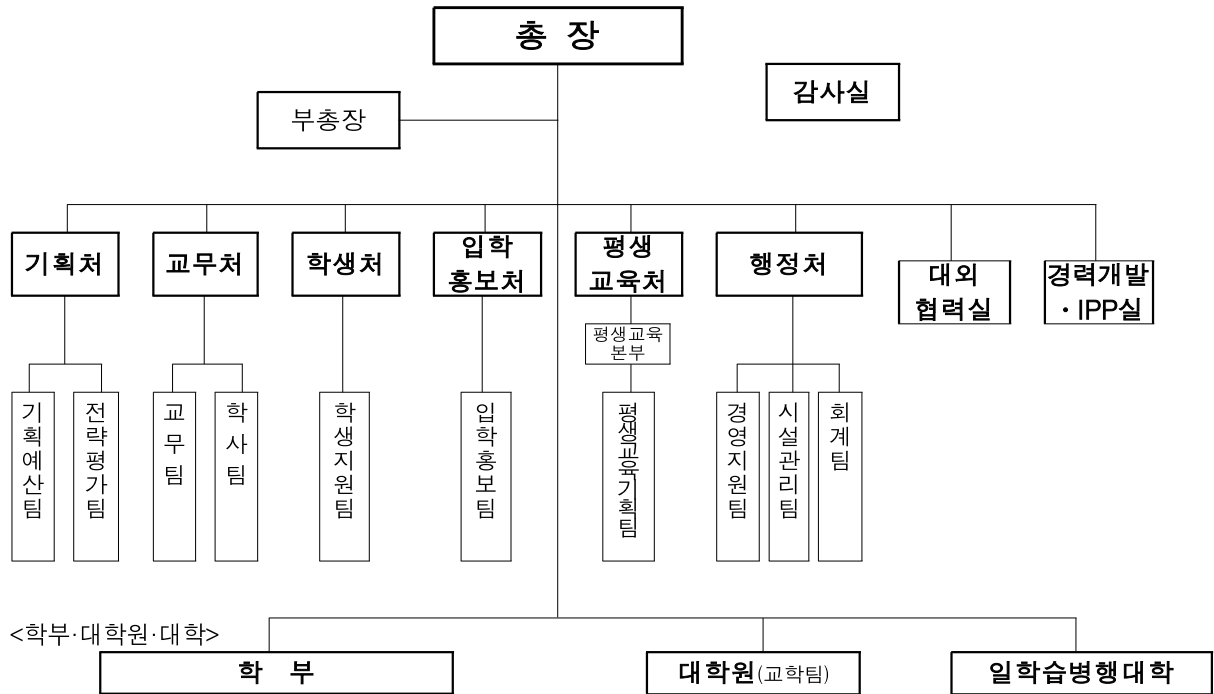 총 장
감사실
부총장
기획처
교무처
학생처
입학
홍보처
평생
교육처
행정처
대외
협력실
경력개발
·IPP실
평생교육
본부
기획예산팀
전략평가팀
교무팀
학사팀
학생지원팀
입학홍보팀
평생교육기획팀
경영지원팀
시설관리팀
회계팀
<학부·대학원·대학>
학 부
대학원(교학팀)
일학습병행대학